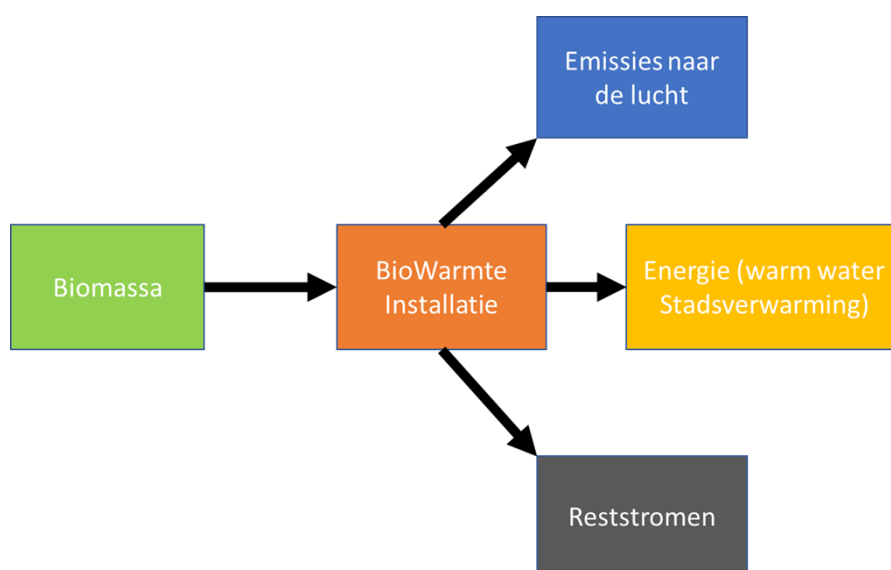 Emissies naar
de lucht
Biomassa
BioWarmte
Installatie
Energie (warm water
Stadsverwarming)
Reststromen